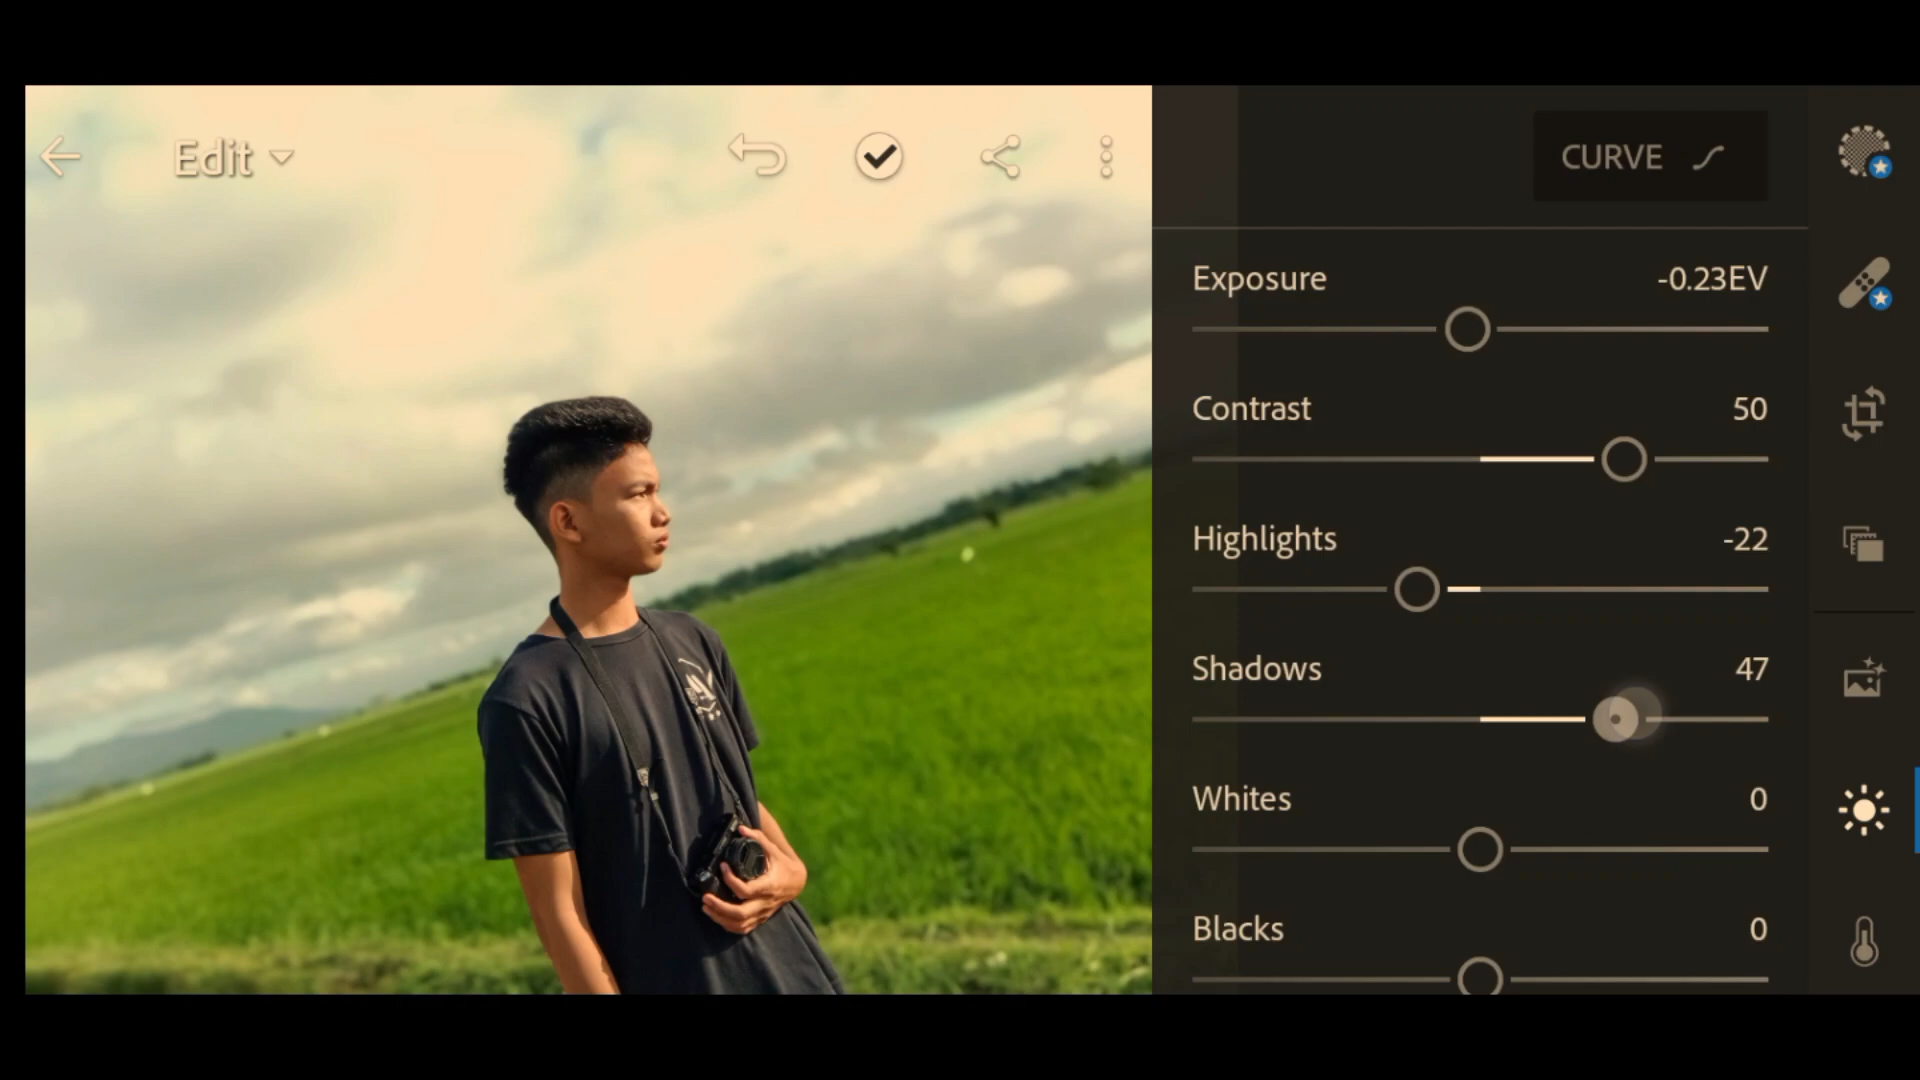 Edit
CURVE
Exposure -0.23EV
Contrast 50
Highlights -22
Shadows 47
Whites 0
Blacks 0